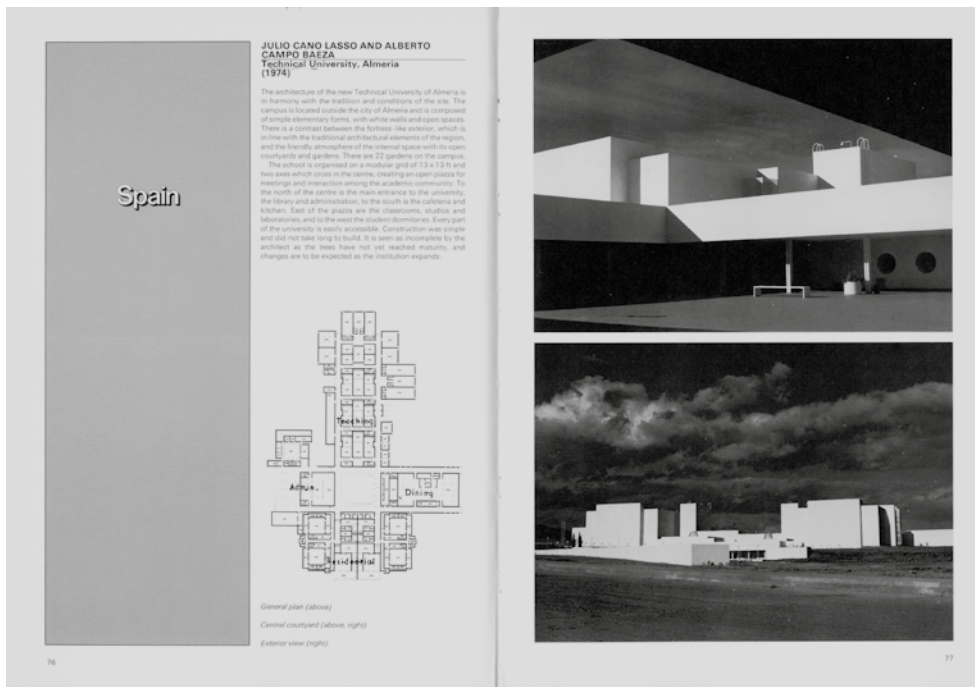 Spain
JULIO CANO LASSO AND ALBERTO
CAMPO BAEZA
Technical University, Almeria
(1974)
The architecture of the new Technical University of Almeria is
in harmony with the tradition and conditions of the site. The
campus is located outside the city of Almeria and is composed
of simple elementary forms, with white walls and open spaces.
There is a contrast between the fortress-like exterior, which is
in line with the traditional architectural elements of the region,
and the friendly atmosphere of the internal space with its open
courtyards and gardens. There are 22 gardens on the campus.
The school is organised on a modular grid of 13 x 13 ft and
two axes which cross in the centre, creating an open piazza for
meetings and interaction among the academic community. To
the north of the centre is the main entrance to the university,
the library and administration, to the south is the cafeteria and
kitchen. East of the piazza are the classrooms, studios and
laboratories, and to the west the student dormitories. Every part
of the university is easily accessible. Construction was simple
and did not take long to build. It is seen as incomplete by the
architect as the trees have not yet reached maturity, and
changes are to be expected as the institution expands.
Teaching
Admin.
Dining
Residential
General plan (above)
Central courtyard (above, right)
Exterior view (right)
76
77